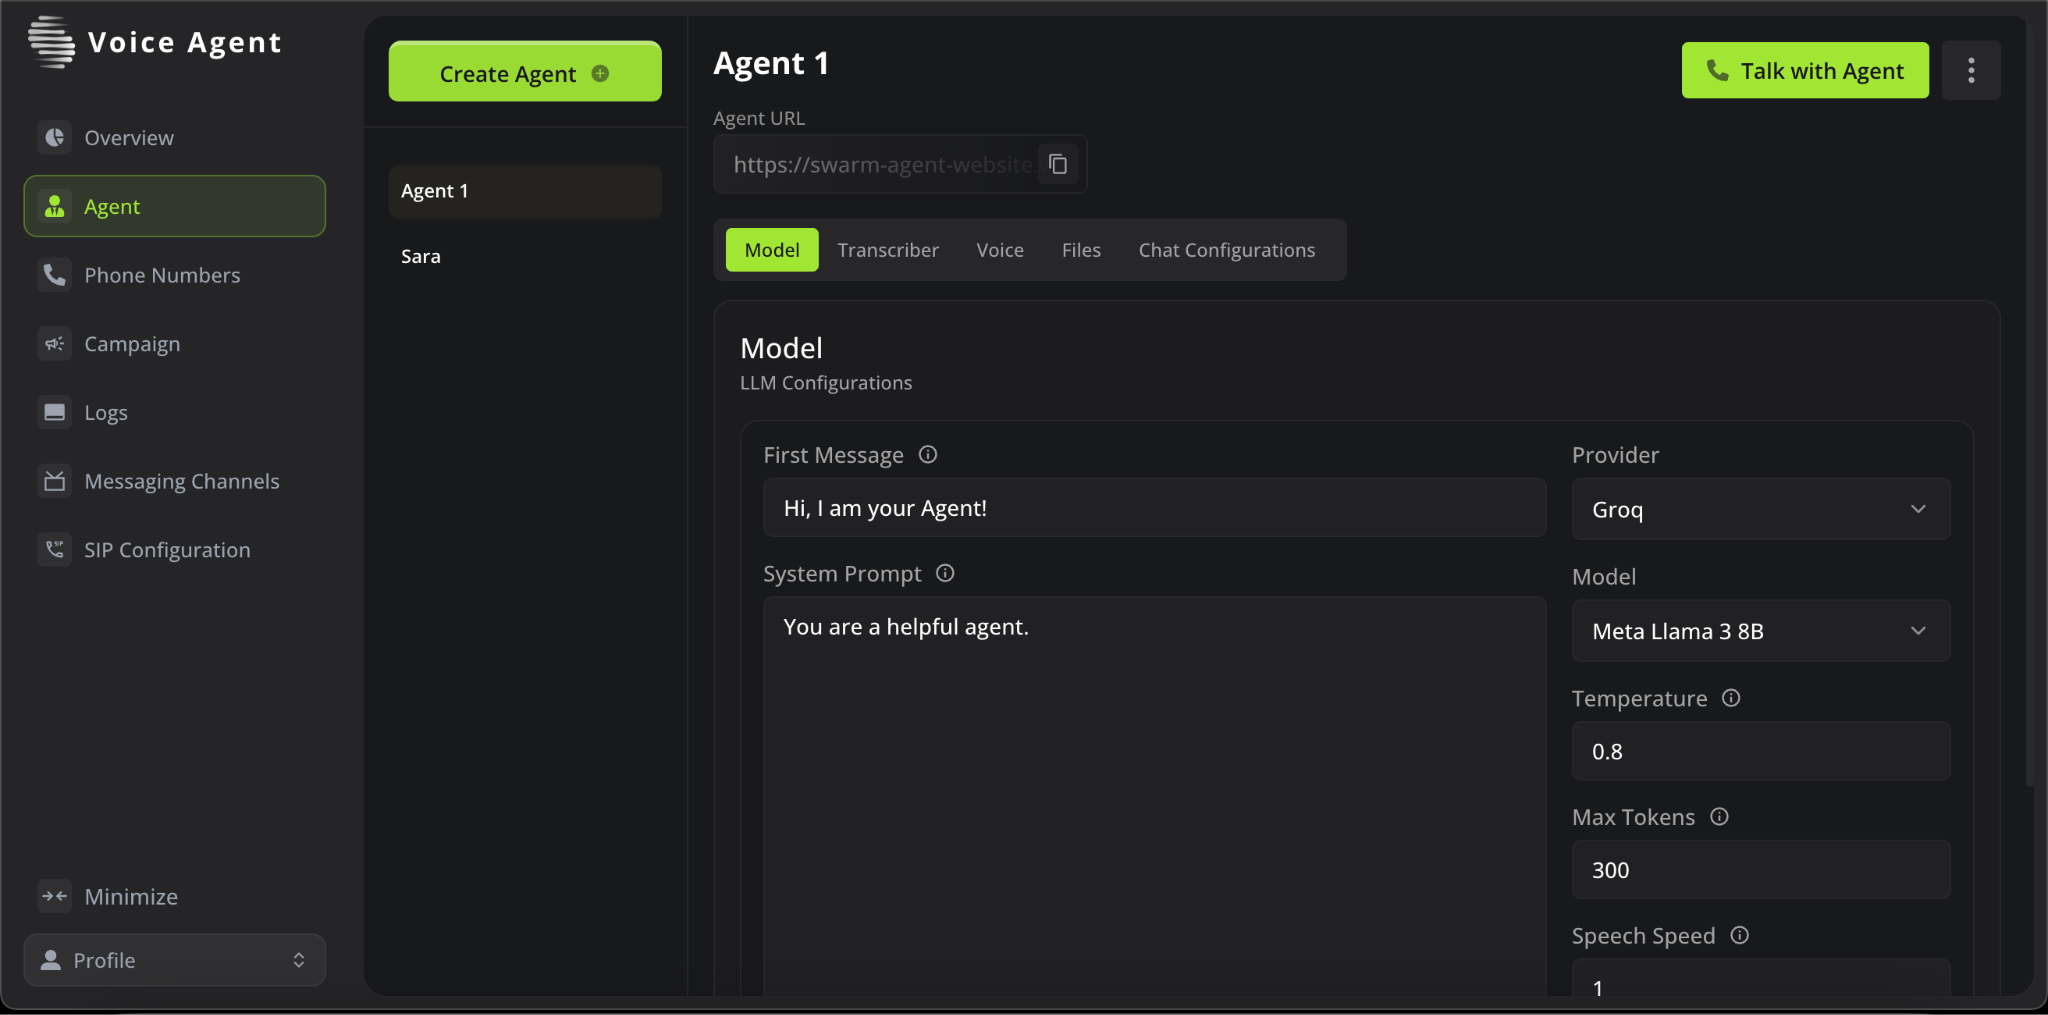 Voice Agent
Overview
Agent
Phone Numbers
Campaign
Logs
Messaging Channels
SIP
SIP Configuration
Minimize
Profile
Create Agent
Agent 1
Sara
Agent 1
Talk with Agent
Agent URL
https://swarm-agent-website.
Model
Transcriber
Voice
Files
Chat Configurations
Model
LLM Configurations
First Message
Hi, I am your Agent!
System Prompt
You are a helpful agent.
Provider
Groq
Model
Meta Llama 3 8B
Temperature
0.8
Max Tokens
300
Speech Speed
1